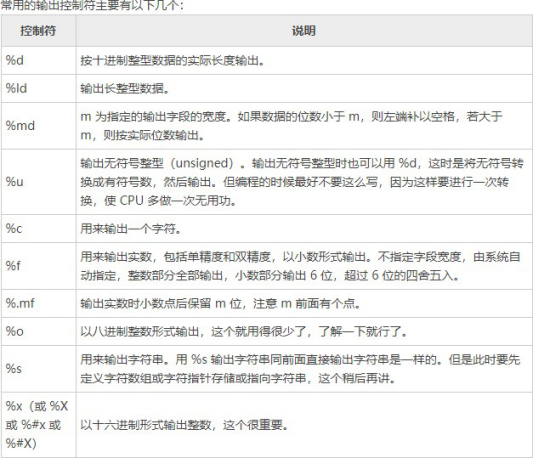 常用的输出控制符主要有以下几个：
控制符 说明
%d 按十进制整型数据的实际长度输出。
%ld 输出长整型数据。
%md m 为指定的输出字段的宽度。如果数据的位数小于 m，则左端补以空格，若大于
m，则按实际位数输出。
%u 输出无符号整型（unsigned）。输出无符号整型时也可以用 %d，这时是将无符号转
换成有符号数，然后输出。但编程的时候最好不要这么写，因为这样要进行一次转
换，使 CPU 多做一次无用功。
%c 用来输出一个字符。
%f 用来输出实数，包括单精度和双精度，以小数形式输出。不指定字段宽度，由系统自
动指定，整数部分全部输出，小数部分输出 6 位，超过 6 位的四舍五入。
%.mf 输出实数时小数点后保留 m 位，注意 m 前面有个点。
%o 以八进制整数形式输出，这个就用得很少了，了解一下就行了。
%s 用来输出字符串。用 %s 输出字符串同前面直接输出字符串是一样的。但是此时要先
定义字符数组或字符指针存储或指向字符串，这个稍后再讲。
%x（或 %X
或 %#x 或
%#X） 以十六进制形式输出整数，这个很重要。